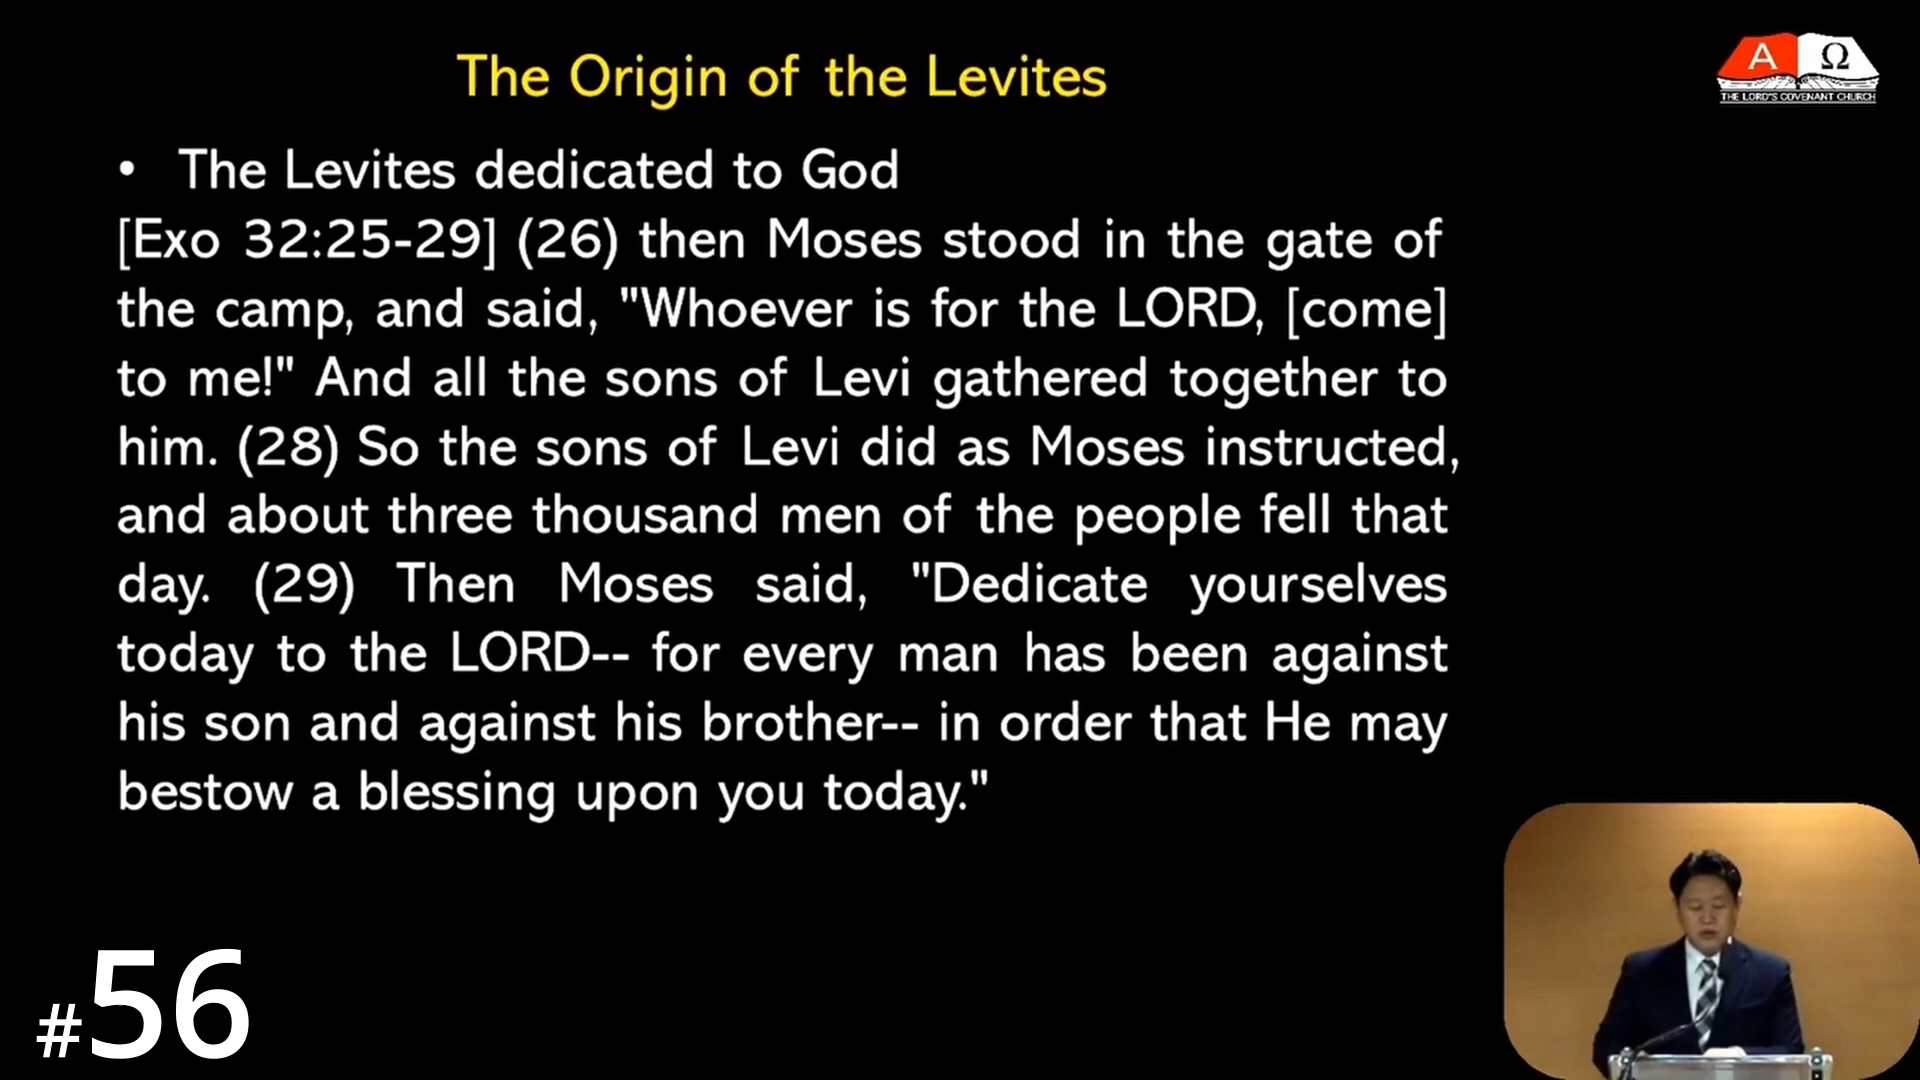 The Origin of the Levites
A Ω
THE LORD'S COVENANT CHURCH
• The Levites dedicated to God
[Exo 32:25-29] (26) then Moses stood in the gate of
the camp, and said, "Whoever is for the LORD, [come]
to me!" And all the sons of Levi gathered together to
him. (28) So the sons of Levi did as Moses instructed,
and about three thousand men of the people fell that
day. (29) Then Moses said, "Dedicate yourselves
today to the LORD-- for every man has been against
his son and against his brother-- in order that He may
bestow a blessing upon you today."
#56